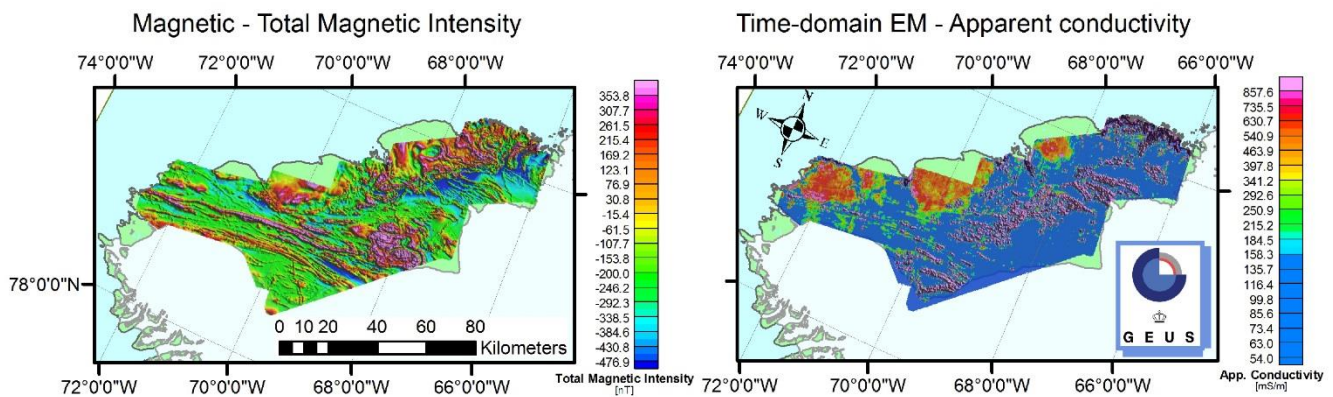 Magnetic - Total Magnetic Intensity
74°0'0"W 72°0'0"W 70°0'0"W 68°0'0"W
353.8
307.7
261.5
215.4
169.2
123.1
76.9
30.8
-15.4
-61.5
-107.7
-153.8
-200.0
-246.2
-292.3
-338.5
-384.6
-430.8
-476.9
78°0'0"N
0 10 20 40 60 80
Kilometers
Total Magnetic Intensity
[nT]
72°0'0"W 70°0'0"W 68°0'0"W 66°0'0"W
Time-domain EM - Apparent conductivity
74°0'0"W 72°0'0"W 70°0'0"W 68°0'0"W 66°0'0"W
N
W
E
S
857.6
735.5
630.7
540.9
463.9
397.8
341.2
292.6
250.9
215.2
184.5
158.3
135.7
116.4
99.8
85.6
73.4
63.0
54.0
G E U S
App. Conductivity
[mS/m]
72°0'0"W 70°0'0"W 68°0'0"W 66°0'0"W